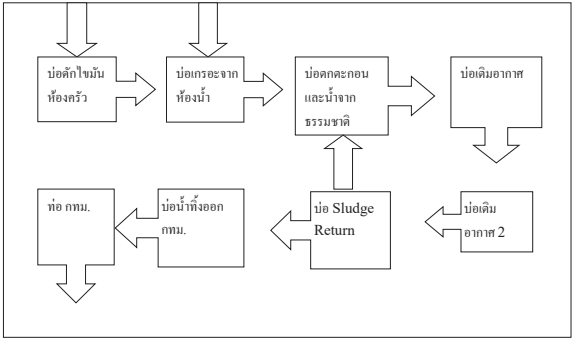 บ่อดักไขมัน
ห้องครัว
บ่อเกรอะจาก
ห้องน้ำ
บ่อตกตะกอน
และน้ำจาก
ธรรมชาติ
บ่อเติมอากาศ
ท่อ กทม.
บ่อน้ำทิ้งออก
กทม.
บ่อ Sludge
Return
บ่อเติม
อากาศ 2